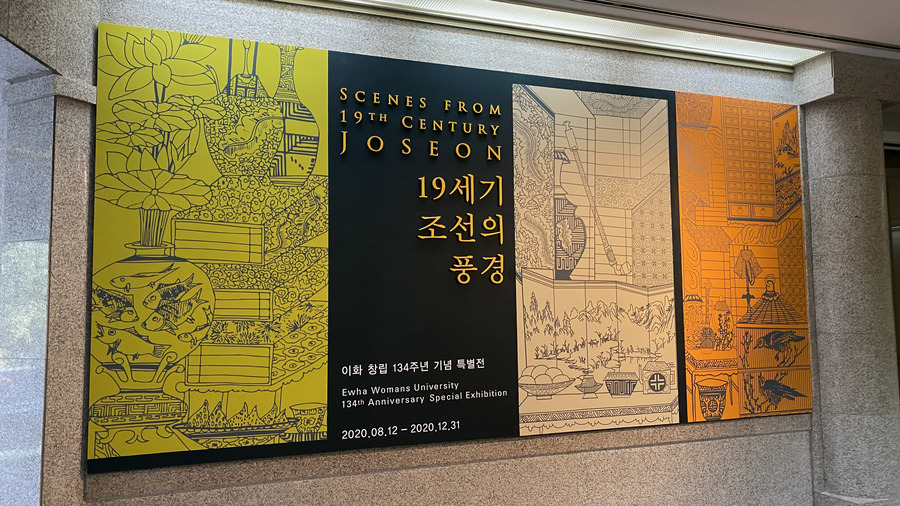 SCENES FROM
19TH CENTURY
JOSEON
19세기
조선의
풍경
이화 창립 134주년 기념 특별전
Ewha Womans University
134th Anniversary Special Exhibition
2020.08.12 – 2020.12.31